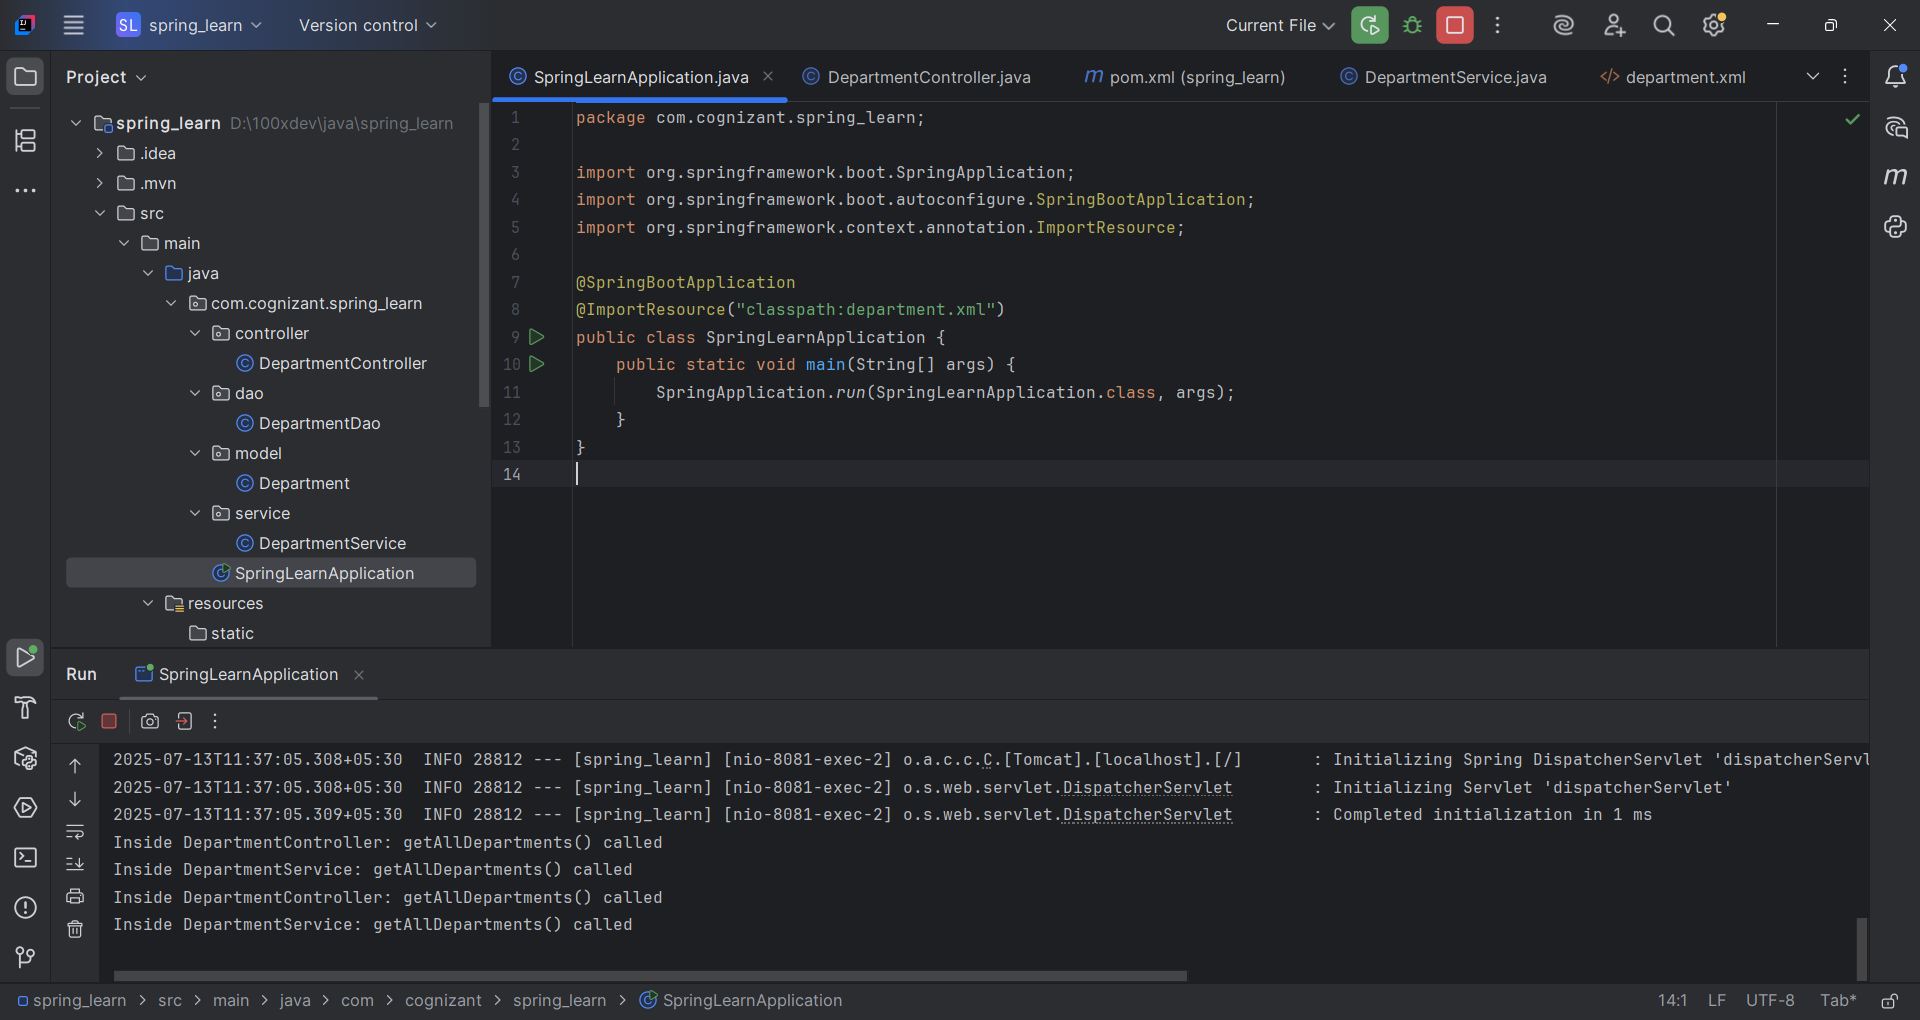 SL spring_learn Version control Current File
Project
spring_learn D:\100xdev\java\spring_learn
.idea
.mvn
src
main
java
com.cognizant.spring_learn
controller
DepartmentController
dao
DepartmentDao
model
Department
service
DepartmentService
SpringLearnApplication
resources
static
SpringLearnApplication.java DepartmentController.java m pom.xml (spring_learn) DepartmentService.java </> department.xml
1 package com.cognizant.spring_learn;
2
3 import org.springframework.boot.SpringApplication;
4 import org.springframework.boot.autoconfigure.SpringBootApplication;
5 import org.springframework.context.annotation.ImportResource;
6
7 @SpringBootApplication
8 @ImportResource("classpath:department.xml")
9 public class SpringLearnApplication {
10 public static void main(String[] args) {
11 SpringApplication.run(SpringLearnApplication.class, args);
12 }
13 }
14
Run SpringLearnApplication
2025-07-13T11:37:05.308+05:30 INFO 28812 --- [spring_learn] [nio-8081-exec-2] o.a.c.c.C.[Tomcat].[localhost].[/] : Initializing Spring DispatcherServlet 'dispatcherServl
2025-07-13T11:37:05.308+05:30 INFO 28812 --- [spring_learn] [nio-8081-exec-2] o.s.web.servlet.DispatcherServlet : Initializing Servlet 'dispatcherServlet'
2025-07-13T11:37:05.309+05:30 INFO 28812 --- [spring_learn] [nio-8081-exec-2] o.s.web.servlet.DispatcherServlet : Completed initialization in 1 ms
Inside DepartmentController: getAllDepartments() called
Inside DepartmentService: getAllDepartments() called
Inside DepartmentController: getAllDepartments() called
Inside DepartmentService: getAllDepartments() called
spring_learn > src > main > java > com > cognizant > spring_learn > SpringLearnApplication 14:1 LF UTF-8 Tab*